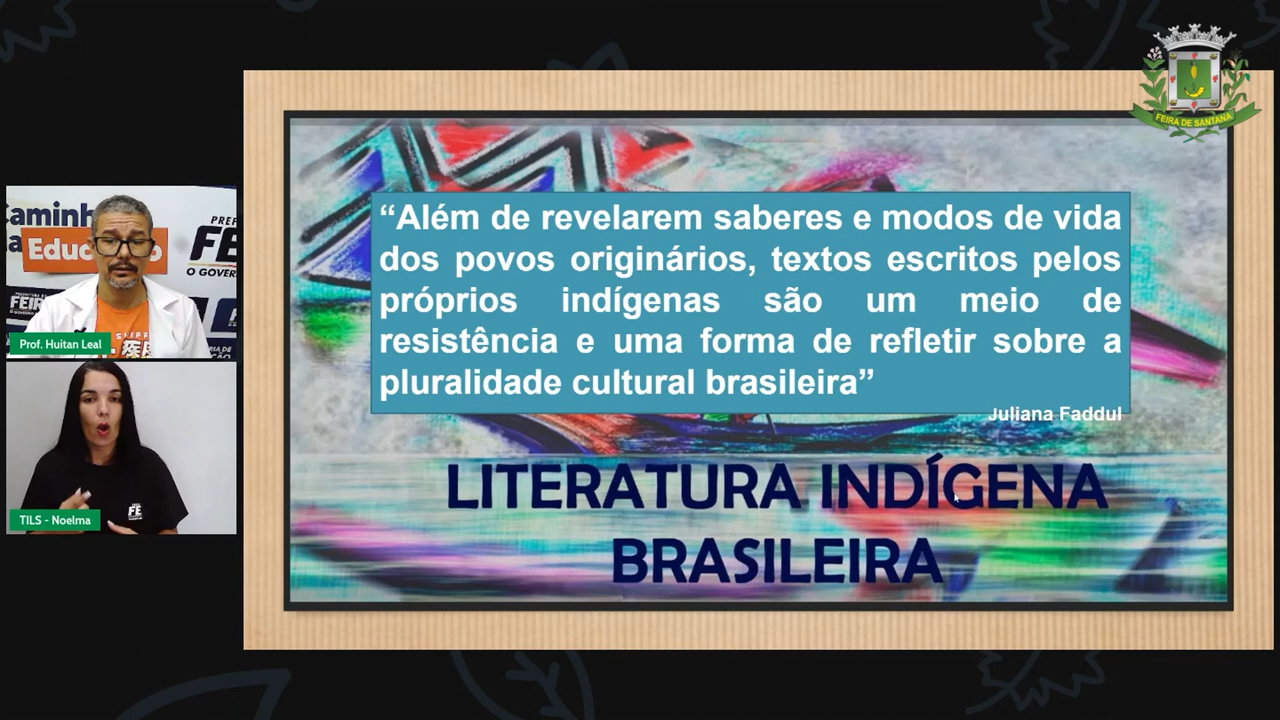 FEIRA DE SANTANA
“Além de revelarem saberes e modos de vida
dos povos originários, textos escritos pelos
próprios indígenas são um meio de
resistência e uma forma de refletir sobre a
pluralidade cultural brasileira”
Juliana Faddul
LITERATURA INDÍGENA
BRASILEIRA
O GOVER
Prof. Huitan Leal
FE
TILS - Noelma